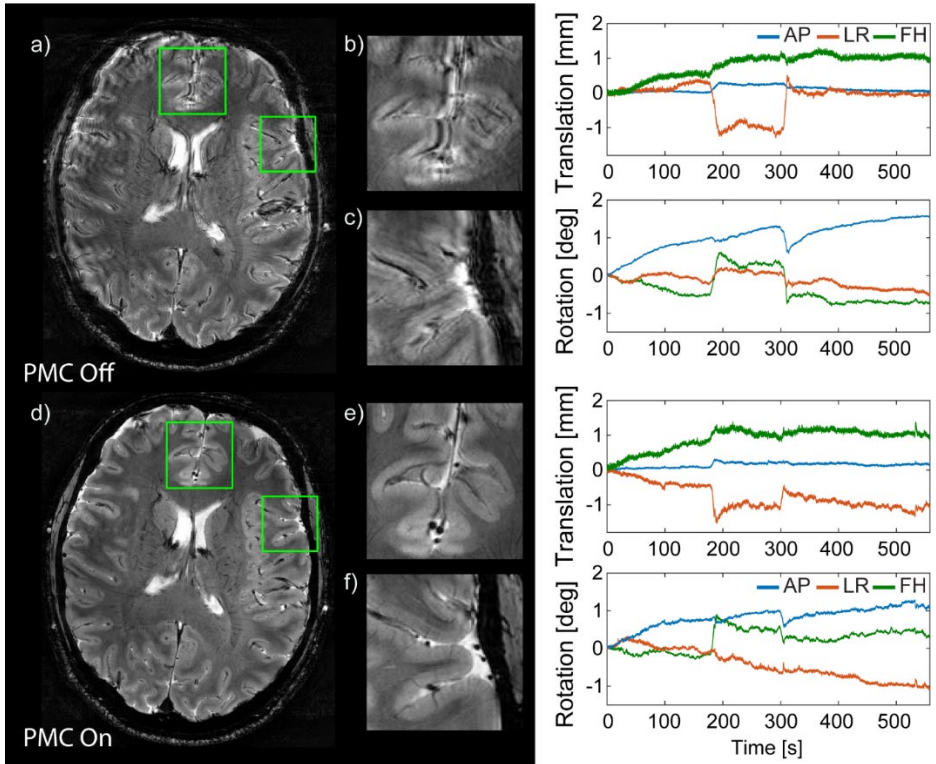 a)
b)
c)
PMC Off
d)
e)
f)
PMC On
AP LR FH
Translation [mm]
2
1
0
-1
0 100 200 300 400 500
Rotation [deg]
2
1
0
-1
0 100 200 300 400 500
Translation [mm]
2
1
0
-1
0 100 200 300 400 500
AP LR FH
Rotation [deg]
2
1
0
-1
0 100 200 300 400 500
Time [s]